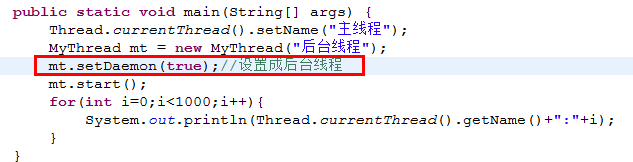 public static void main(String[] args) {
Thread.currentThread().setName("主线程");
MyThread mt = new MyThread("后台线程");
mt.setDaemon(true);//设置成后台线程
mt.start();
for(int i=0;i<1000;i++){
System.out.println(Thread.currentThread().getName()+":"+i);
}
}